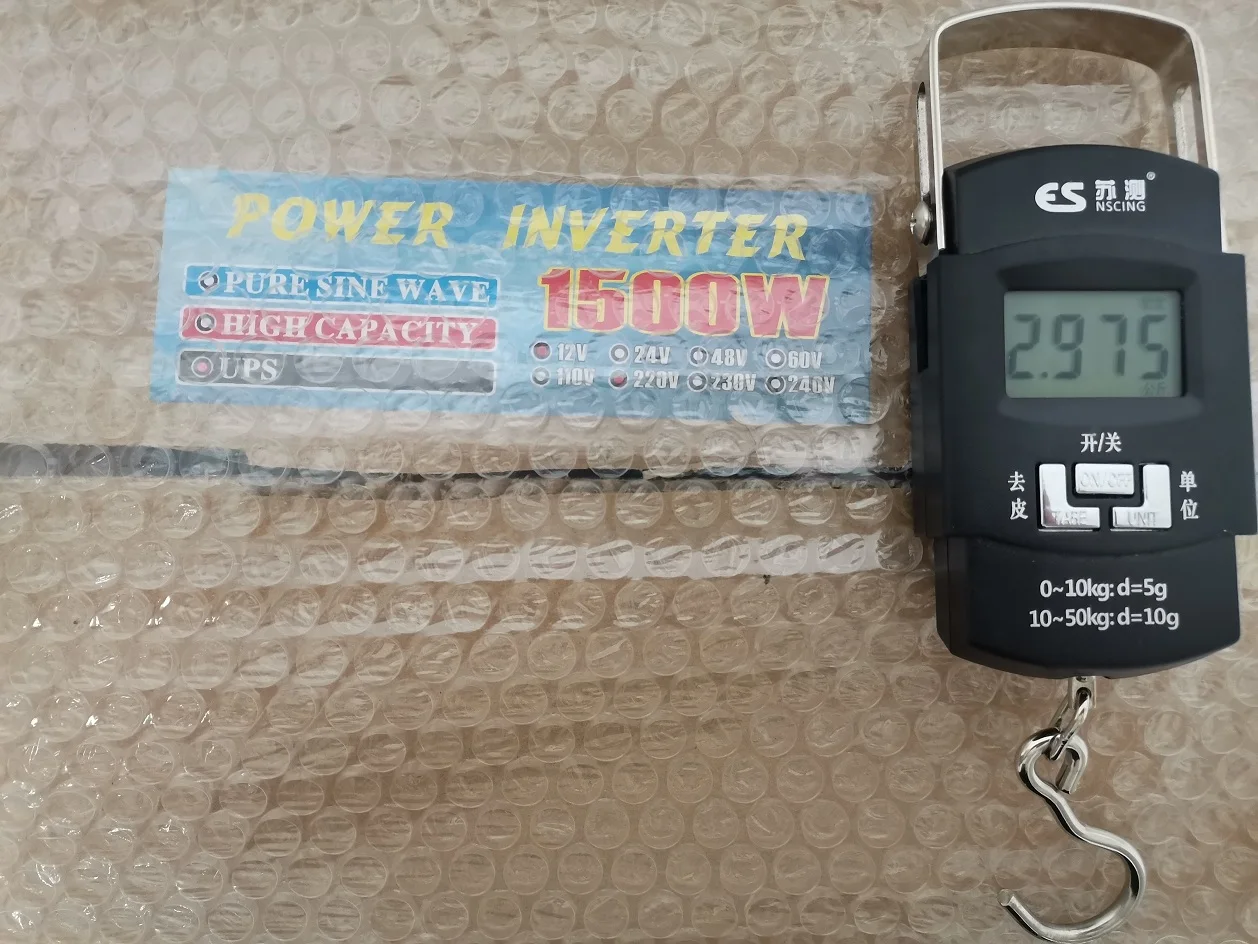 POWER INVERTER
PURE SINE WAVE
HIGH CAPACITY
UPS
1500W
12V 24V 48V 60V
110V 220V 230V 240V
ES 苏测®
NSCING
2.975
开/关
去皮
ON/OFF
单位
TARE UNIT
0~10kg: d=5g
10~50kg: d=10g